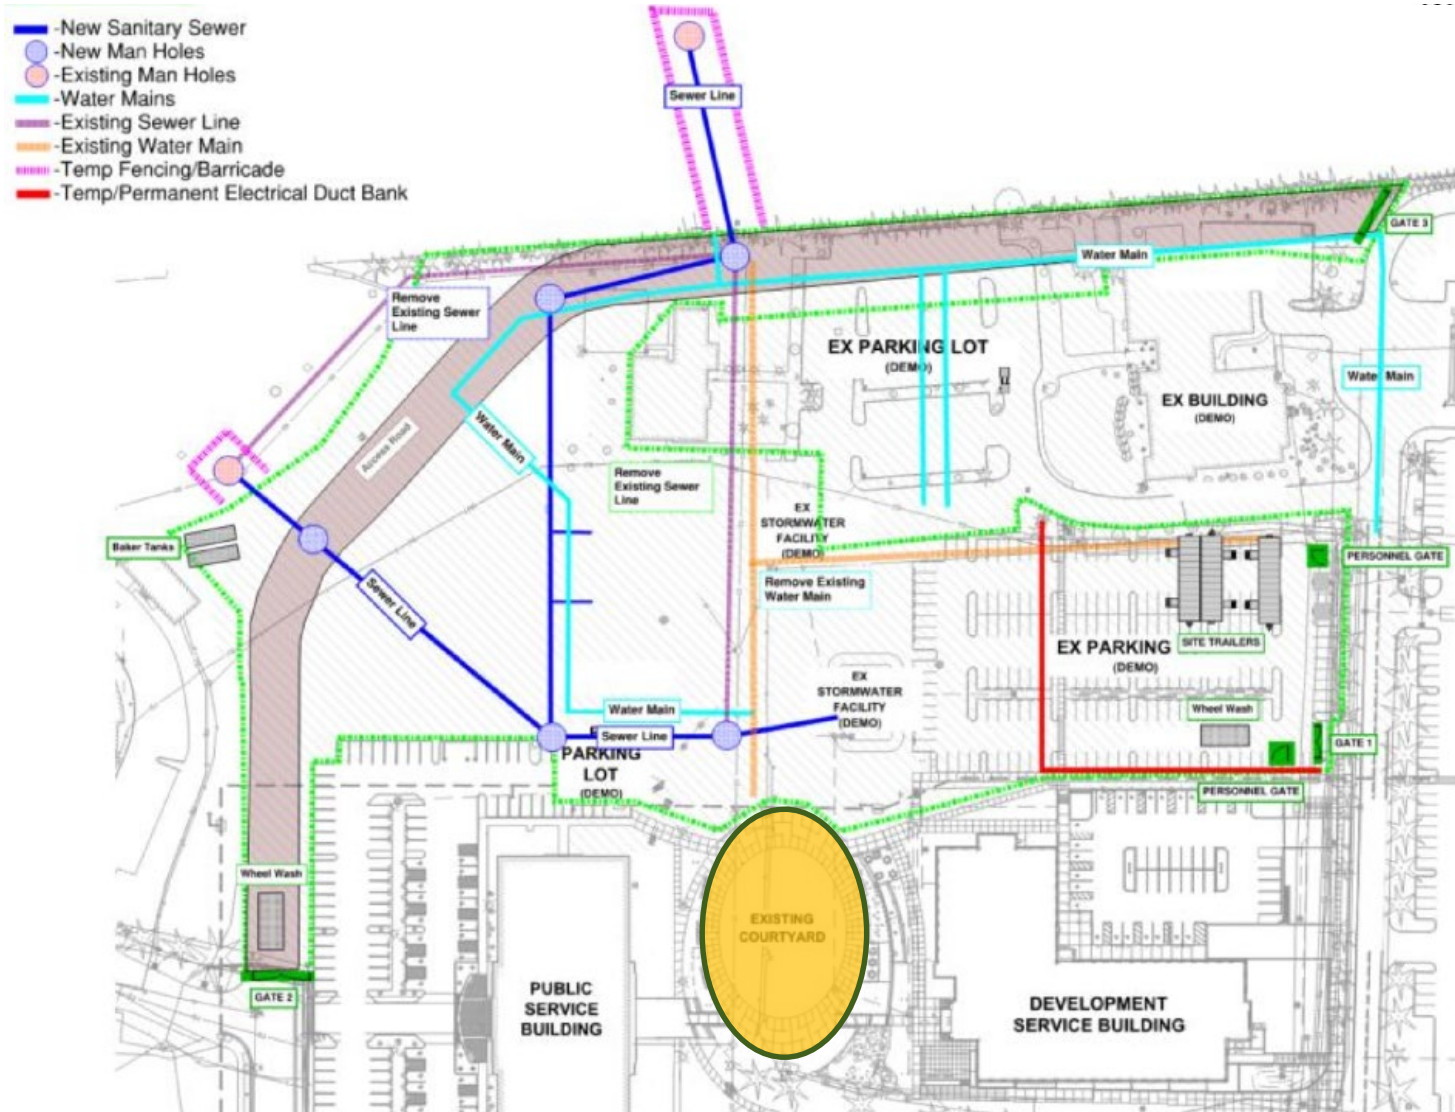 -New Sanitary Sewer
-New Man Holes
-Existing Man Holes
-Water Mains
-Existing Sewer Line
-Existing Water Main
-Temp Fencing/Barricade
-Temp/Permanent Electrical Duct Bank
Sewer Line
GATE 3
Water Main
Remove
Existing Sewer
Line
EX PARKING LOT
(DEMO)
Water Main
EX BUILDING
(DEMO)
Access Road
Water Main
Remove
Existing Sewer
Line
EX
STORMWATER
FACILITY
(DEMO)
Baker Tanks
PERSONNEL GATE
Remove Existing
Water Main
Sewer Line
EX PARKING
(DEMO)
SITE TRAILERS
EX
STORMWATER
FACILITY
(DEMO)
Water Main
Wheel Wash
Sewer Line
GATE 1
PARKING
LOT
(DEMO)
PERSONNEL GATE
Wheel Wash
EXISTING
COURTYARD
GATE 2
PUBLIC
SERVICE
BUILDING
DEVELOPMENT
SERVICE BUILDING